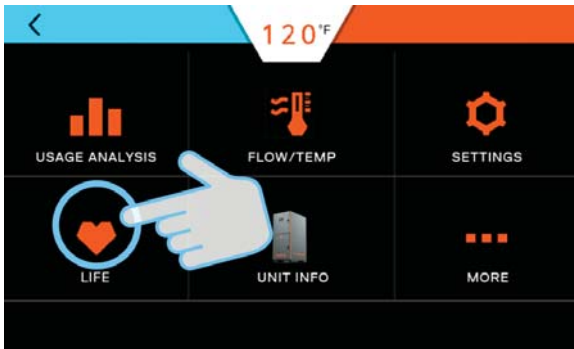 120°F
USAGE ANALYSIS
FLOW/TEMP
SETTINGS
LIFE
UNIT INFO
MORE